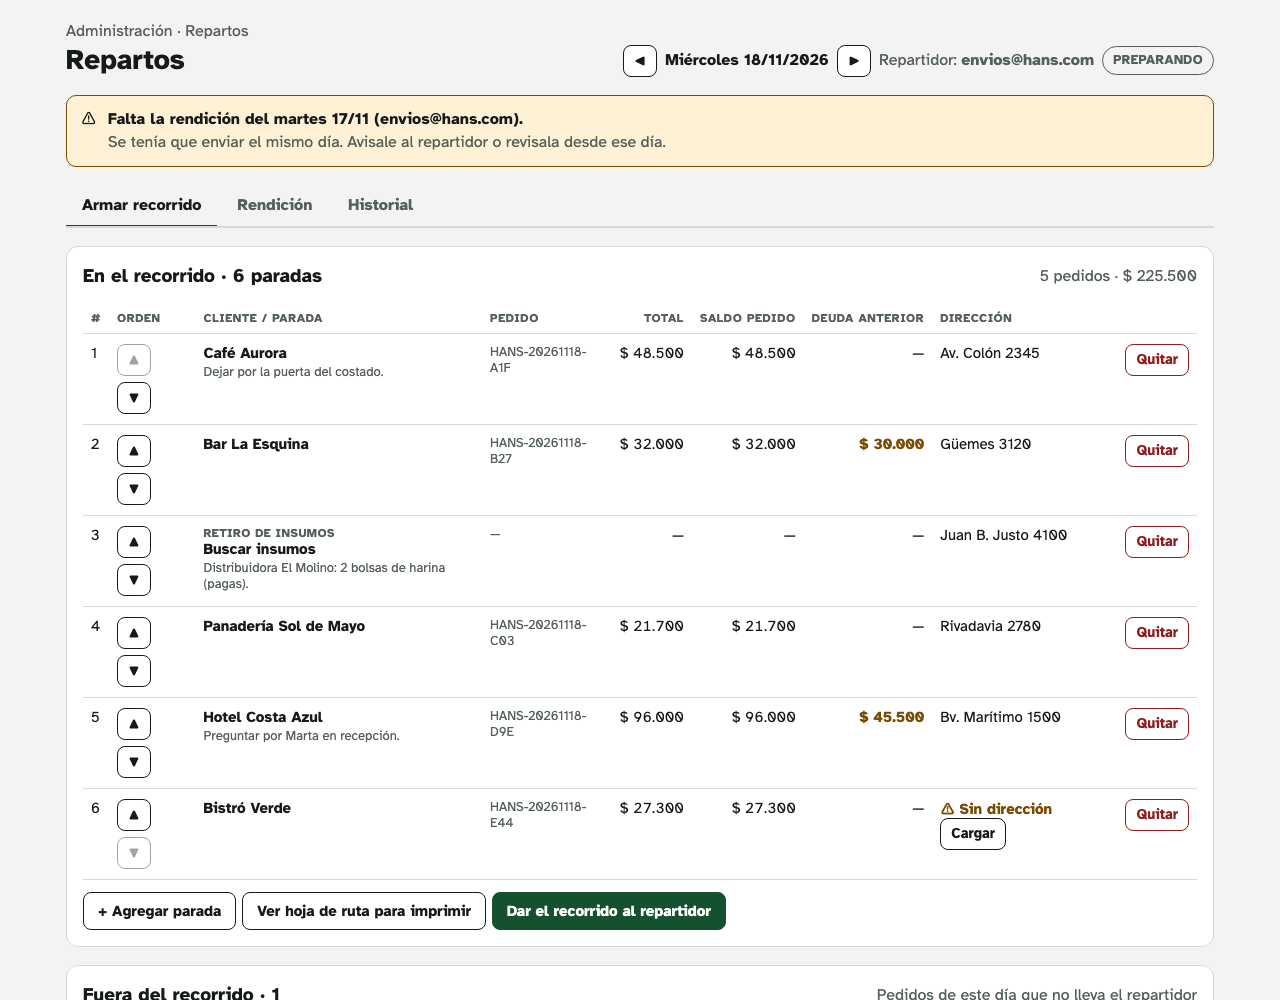 Administración · Repartos
Repartos
◄ Miércoles 18/11/2026 ► Repartidor: envios@hans.com PREPARANDO
⚠ Falta la rendición del martes 17/11 (envios@hans.com).
Se tenía que enviar el mismo día. Avisale al repartidor o revisala desde ese día.
Armar recorrido Rendición Historial
En el recorrido · 6 paradas 5 pedidos · $ 225.500
# ORDEN CLIENTE / PARADA PEDIDO TOTAL SALDO PEDIDO DEUDA ANTERIOR DIRECCIÓN
1 ▲ Café Aurora HANS-20261118- $ 48.500 $ 48.500 — Av. Colón 2345 Quitar
Dejar por la puerta del costado. A1F
▼
2 ▲ Bar La Esquina HANS-20261118- $ 32.000 $ 32.000 $ 30.000 Güemes 3120 Quitar
B27
▼
3 ▲ RETIRO DE INSUMOS — — — — Juan B. Justo 4100 Quitar
Buscar insumos
▼ Distribuidora El Molino: 2 bolsas de harina
(pagas).
4 ▲ Panadería Sol de Mayo HANS-20261118- $ 21.700 $ 21.700 — Rivadavia 2780 Quitar
C03
▼
5 ▲ Hotel Costa Azul HANS-20261118- $ 96.000 $ 96.000 $ 45.500 Bv. Marítimo 1500 Quitar
Preguntar por Marta en recepción. D9E
▼
6 ▲ Bistró Verde HANS-20261118- $ 27.300 $ 27.300 — ⚠ Sin dirección Quitar
E44 Cargar
▼
+ Agregar parada Ver hoja de ruta para imprimir Dar el recorrido al repartidor
Fuera del recorrido · 1 Pedidos de este día que no lleva el repartidor